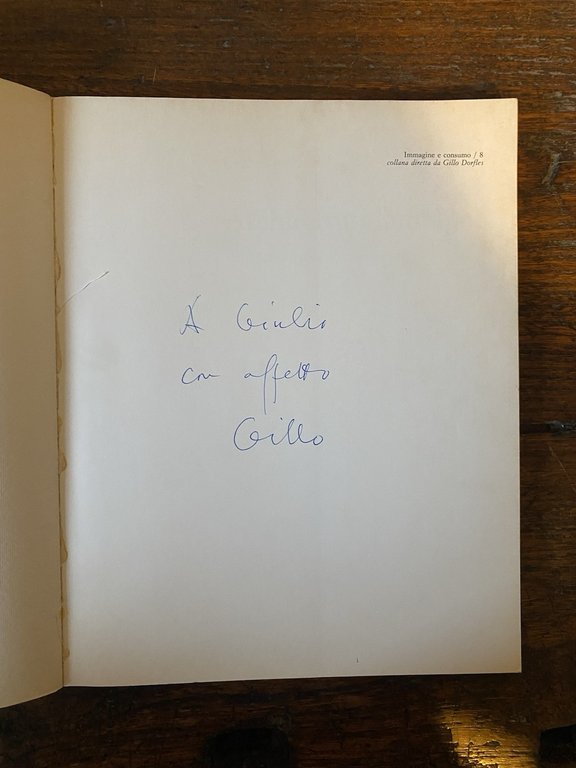 Immagine e consumo / 8
collana diretta da Gillo Dorfles
A Giulio
con affetto
Gillo